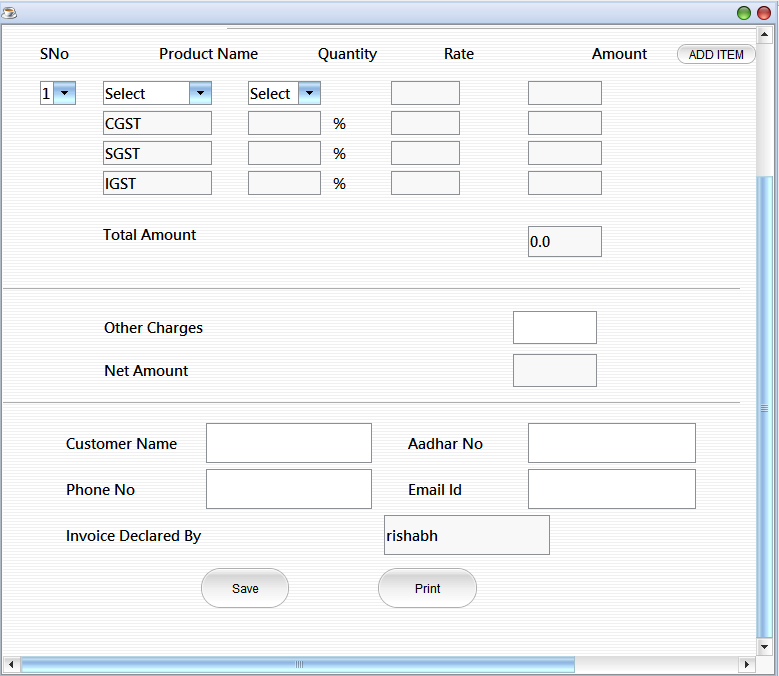 SNo Product Name Quantity Rate Amount ADD ITEM
1 Select Select
CGST %
SGST %
IGST %
Total Amount 0.0
Other Charges
Net Amount
Customer Name Aadhar No
Phone No Email Id
Invoice Declared By rishabh
Save Print